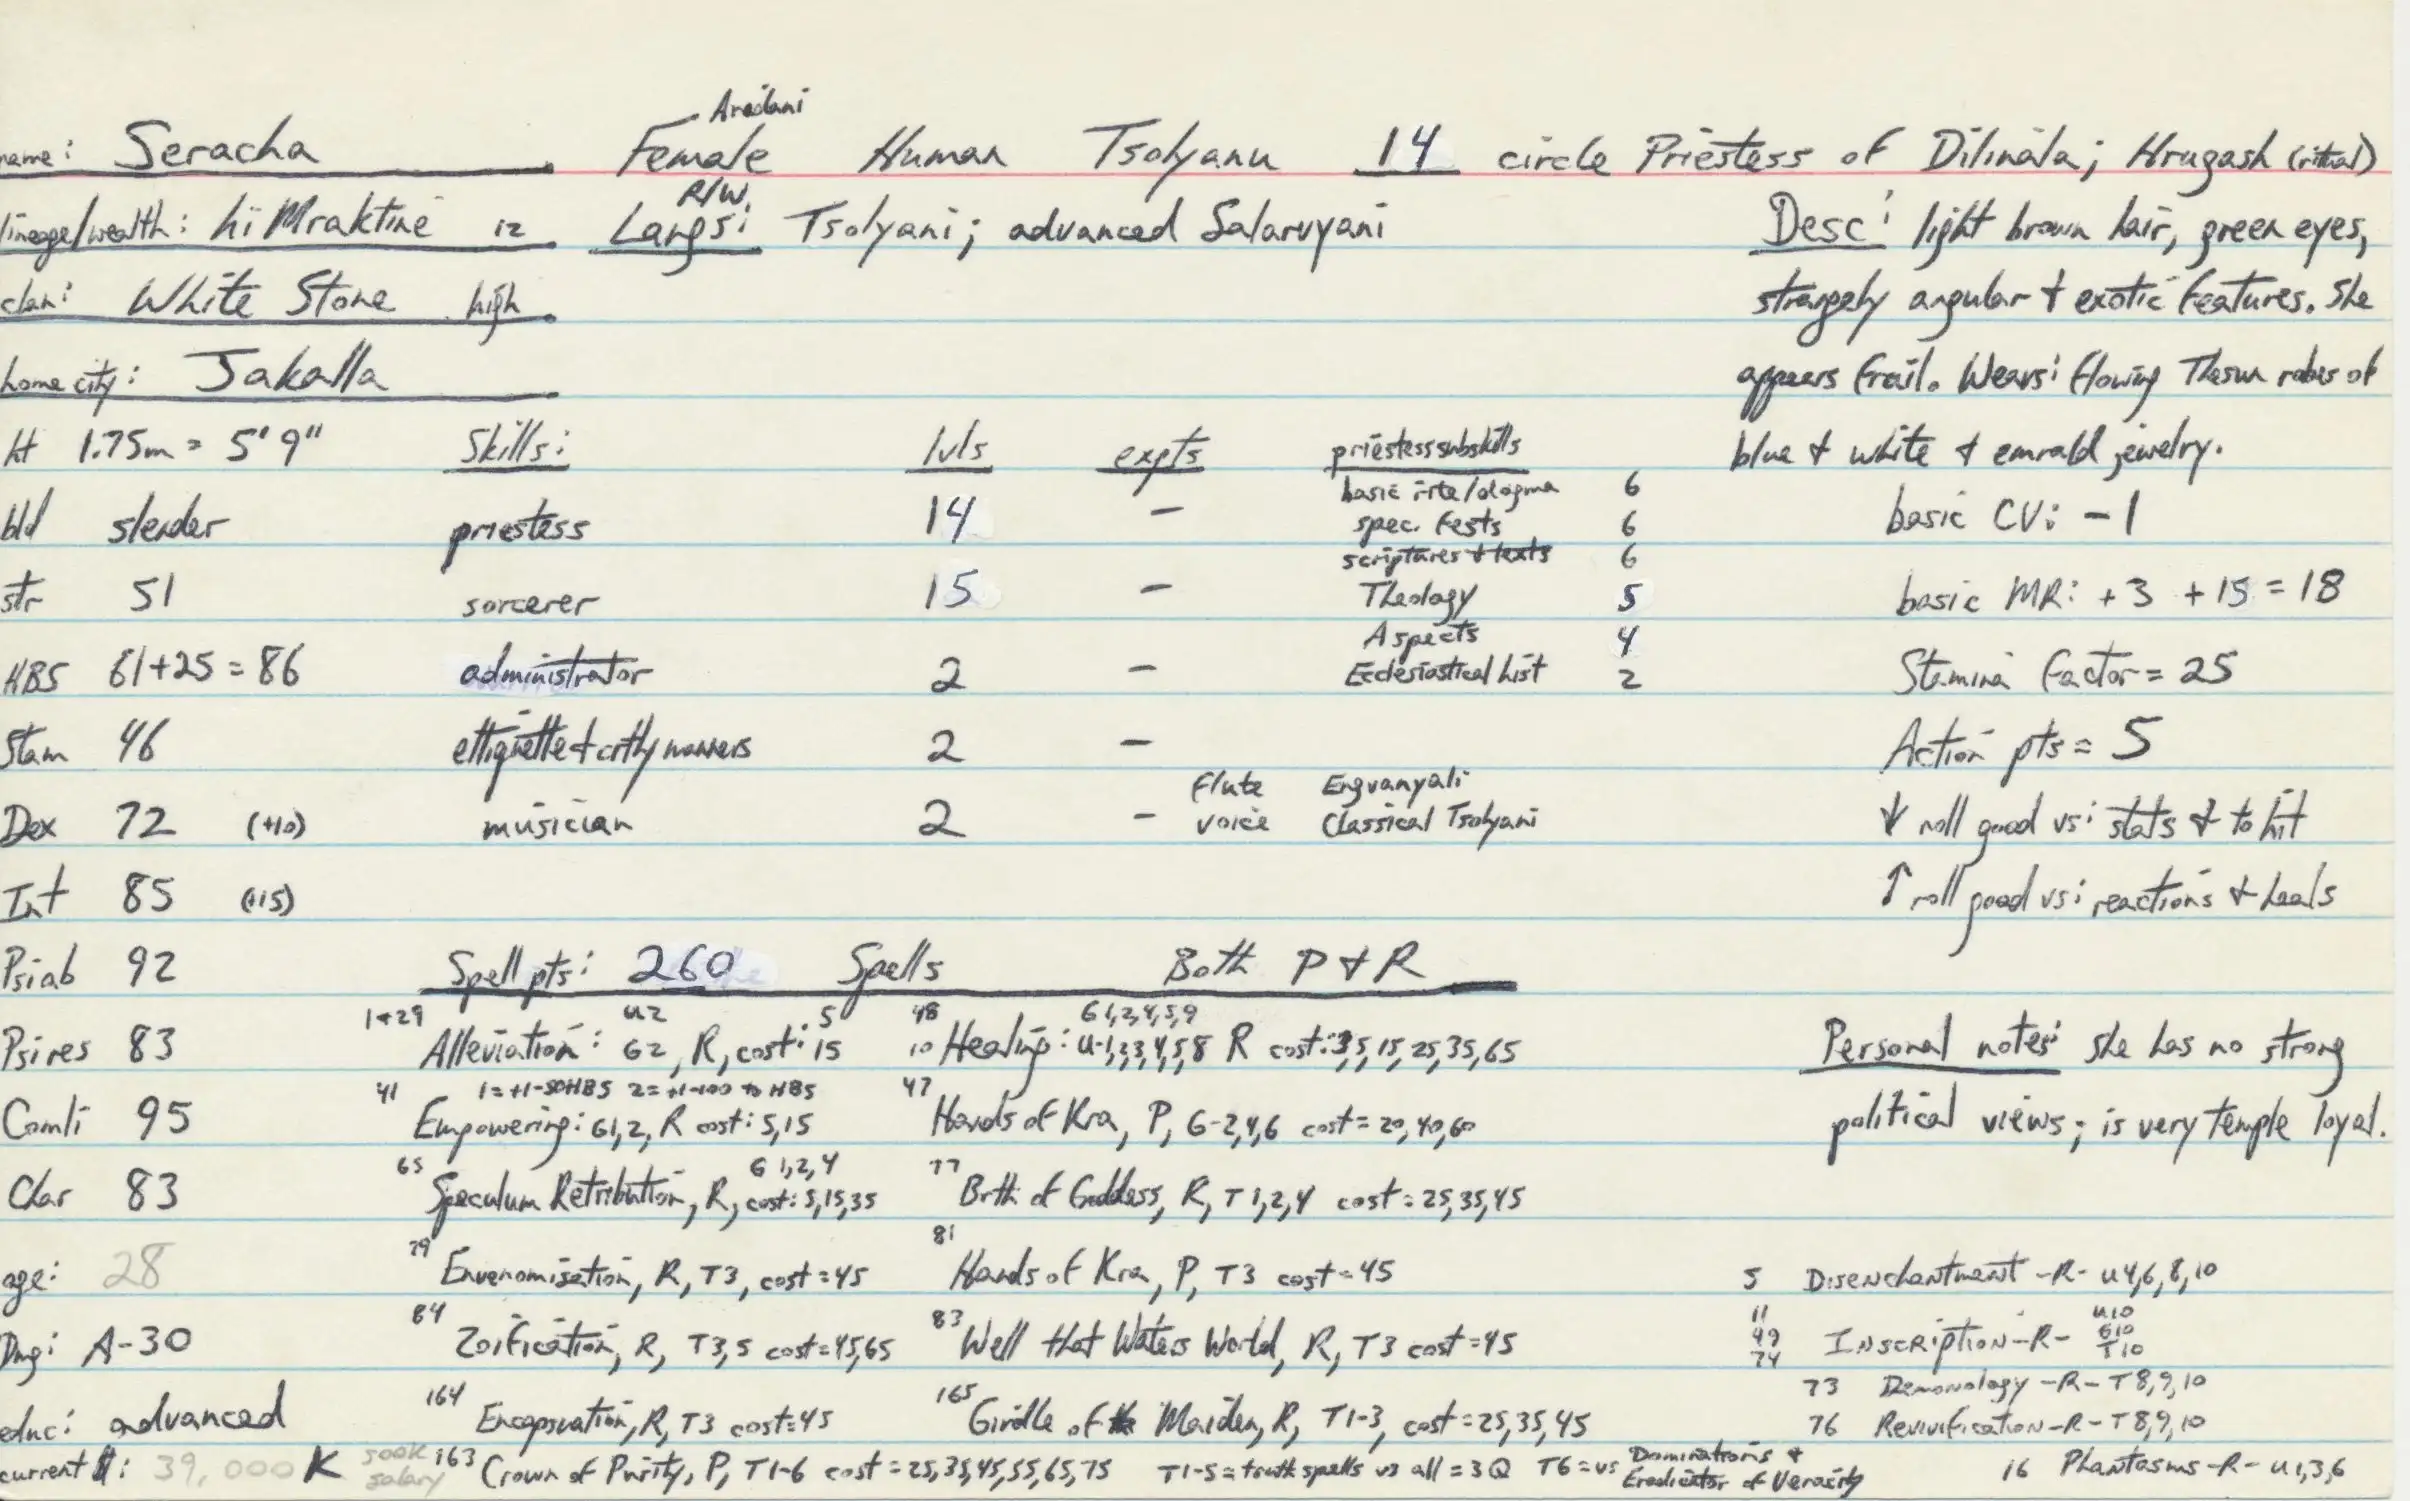 Aridani
name: Seracha Female Human Tsolyanu 14 circle Priestess of Dilinala; Hrugash (ritual)
lineage/wealth: hiMraktine 12 R/W. Langs: Tsolyani; advanced Salarvyani Desc: light brown hair, green eyes,
clan: White Stone high strangely angular + exotic features. She
home city: Jakalla appears frail. Wears: flowing Thesun robes of
Ht 1.75m = 5'9" Skills: lvls expts priestess subskills blue + white + emrald jewelry.
basic rite/dogma 6
bld slender priestess 14 — spec. fests 6 basic CV: -1
scriptures + texts 6
str 51 sorcerer 15 — Theology 5 basic MR: +3 +15 = 18
Aspects 4
HBS 61+25=86 administrator 2 — Eclesiastical hist 2 Stamina Factor = 25
Stam 46 ettiquette + crtly manners 2 — Action pts = 5
flute Engvanyali
Dex 72 (+10) musician 2 — voice Classical Tsolyani ↓ roll good vs: stats + to hit
Int 85 (+15) ↑ roll good vs: reactions + heals
Psiab 92 Spell pts: 260 Spells Both P + R
1+29 U2 5 48 G 1,2,4,5,9
Psi res 83 Alleviation: G2, R, cost: 15 10 Healing: U-1,2,3,4,5,8 R cost: 3,5,15,25,35,65 Personal notes: She has no strong
41 1=+1-50HBS 2=+1-100 to HBS 47
Comli 95 Empowering: G1,2, R cost: 5,15 Hands of Kra, P, G-2,4,6 cost=20,40,60 political views; is very temple loyal.
65 G 1,2,4 77
Char 83 Speculum Retribution, R, cost: 5,15,35 Brth of Goddess, R, T 1,2,4 cost=25,35,45
79 81
age: 28 Envenomisation, R, T3, cost=45 Hands of Kra, P, T3 cost=45 5 Disenchantment -R- U4,6,8,10
84 83 11 U10
Dmg: A-30 Zoification, R, T3,5 cost=45,65 Well that Waters World, R, T3 cost=45 49 Inscription -R- G10
74 T10
164 165 73 Demonology -R- T8,9,10
educ: advanced Encapsvation, R, T3 cost=45 Girdle of Maiden, R, T1-3, cost=25,35,45 76 Revivification -R- T8,9,10
current $: 39,000 K 500K salary 163 Crown of Purity, P, T1-6 cost=25,35,45,55,65,75 T1-5=truth spells vs all=3Q T6=vs Dominations + Eradicator of Veracity 16 Phantasms -R- U1,3,6